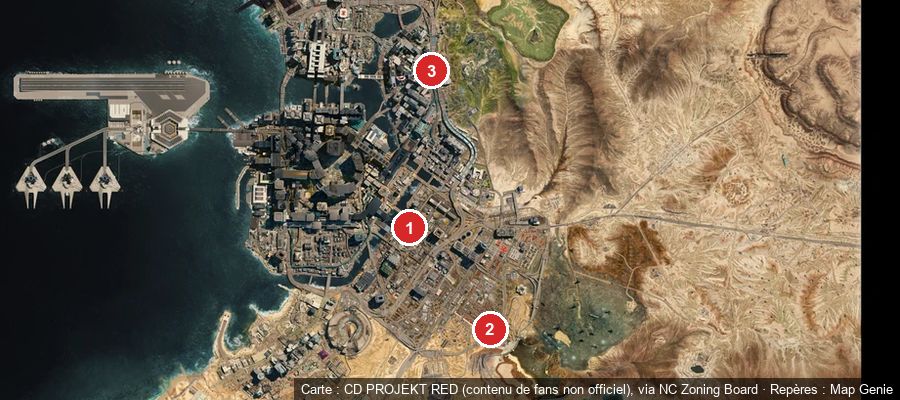 3
1
2
Carte : CD PROJEKT RED (contenu de fans non officiel), via NC Zoning Board · Repères : Map Genie